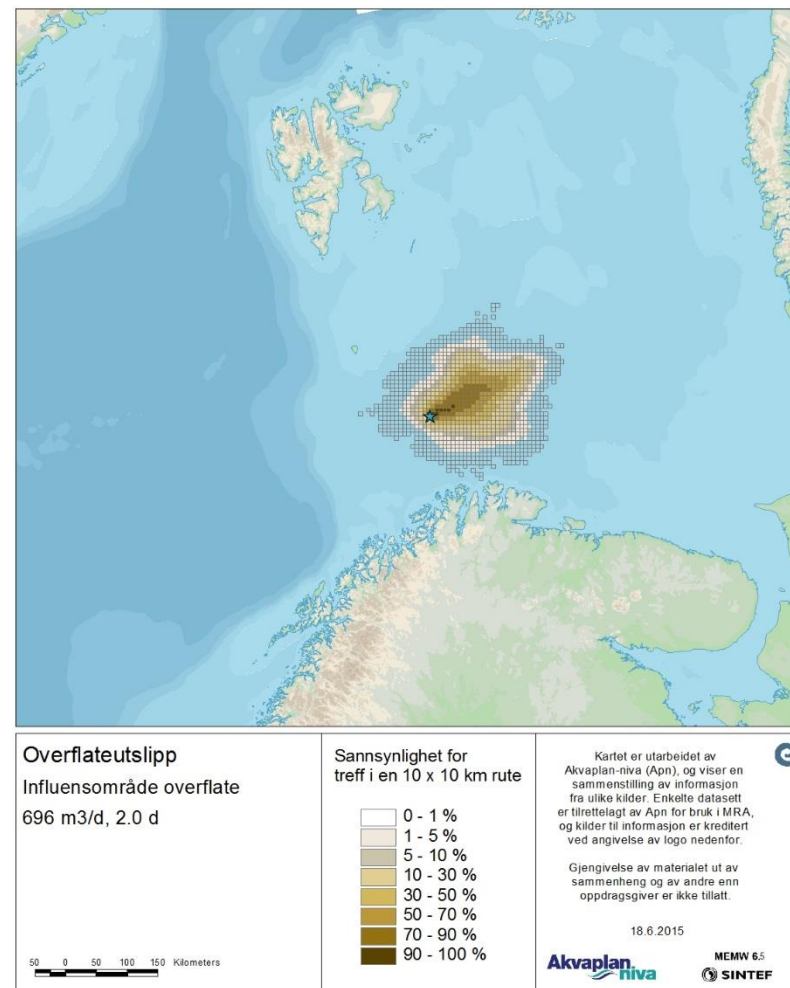 Overflateutslipp
Influensområde overflate
696 m3/d, 2.0 d
50 0 50 100 150 Kilometers
Sannsynlighet for
treff i en 10 x 10 km rute
0 - 1 %
1 - 5 %
5 - 10 %
10 - 30 %
30 - 50 %
50 - 70 %
70 - 90 %
90 - 100 %
Kartet er utarbeidet av
Akvaplan-niva (Apn), og viser en
sammenstilling av informasjon
fra ulike kilder. Enkelte datasett
er tilrettelagt av Apn for bruk i MRA,
og kilder til informasjon er kreditert
ved angivelse av logo nedenfor.
Gjengivelse av materialet ut av
sammenheng og av andre enn
oppdragsgiver er ikke tillatt.
18.6.2015
Akvaplan
niva
MEMW 6.5
SINTEF